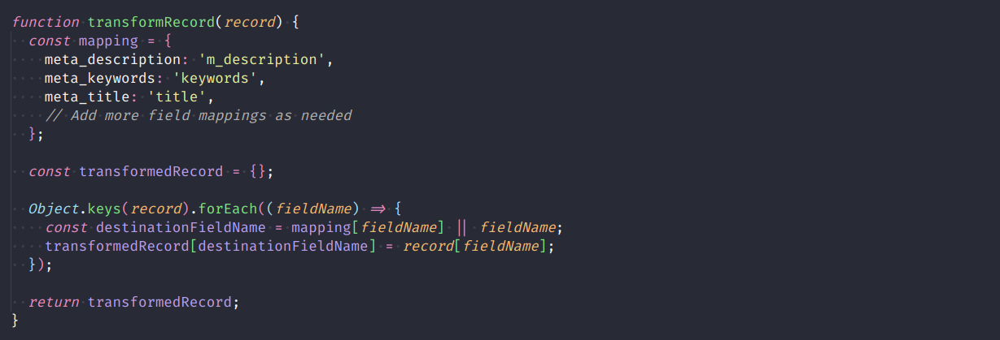 function transformRecord(record) {
  const mapping = {
    meta_description: 'm_description',
    meta_keywords: 'keywords',
    meta_title: 'title',
    // Add more field mappings as needed
  };

  const transformedRecord = {};

  Object.keys(record).forEach((fieldName) => {
    const destinationFieldName = mapping[fieldName] || fieldName;
    transformedRecord[destinationFieldName] = record[fieldName];
  });

  return transformedRecord;
}